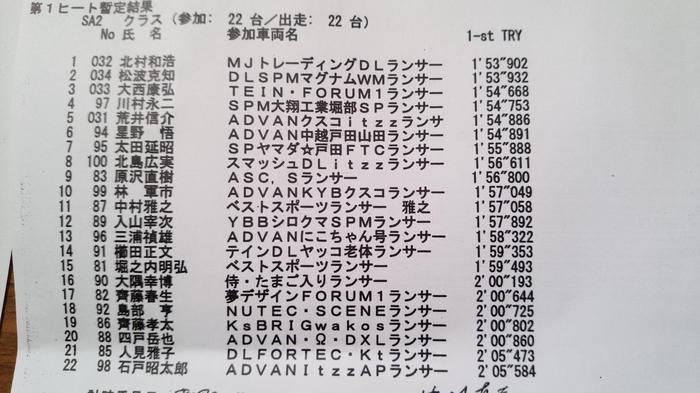 第1ヒート暫定結果
SA2 クラス(参加: 22 台/出走: 22 台)
No 氏 名 参加車両名 1-st TRY
1 032 北村和浩 MJトレーディングDLランサー 1'53"902
2 034 松波克知 DLSPMマグナムWMランサー 1'53"932
3 033 大西康弘 TEIN・FORUM1ランサー 1'54"668
4 97 川村永二 SPM大翔工業堀部SPランサー 1'54"753
5 031 荒井信介 ADVANクスコitzzランサ 1'54"886
6 94 星野 悟 ADVAN中越戸田山田ランサー 1'54"891
7 95 太田延昭 SPヤマダ☆戸田FTCランサー 1'55"888
8 100 北島広実 スマッシュDLitzzランサー 1'56"611
9 83 原沢直樹 ASC,Sランサー 1'56"800
10 99 林 軍市 ADVANKYBクスコランサー 1'57"049
11 87 中村雅之 ベストスポーツランサー 雅之 1'57"058
12 89 入山宰次 YBBシロクマSPMランサー 1'57"892
13 96 三浦禎雄 ADVANにこちゃん号ランサー 1'58"322
14 91 櫛田正文 テインDLヤッコ老体ランサー 1'59"353
15 81 堀之内明弘 ベストスポーツランサー 1'59"493
16 90 大隅幸博 侍・たまご入りランサー 2'00"193
17 82 齊藤春生 夢デザインFORUM1ランサー 2'00"644
18 92 島部 亨 NUTEC・SCENEランサー 2'00"725
19 86 齊藤孝太 KsBRIGwakosランサー 2'00"802
20 88 四戸岳也 ADVAN・Ω・DXLランサー 2'00"860
21 85 人見雅子 DLFORTEC・Ktランサー 2'05"473
22 98 石戸昭太郎 ADVANItzzAPランサー 2'05"584